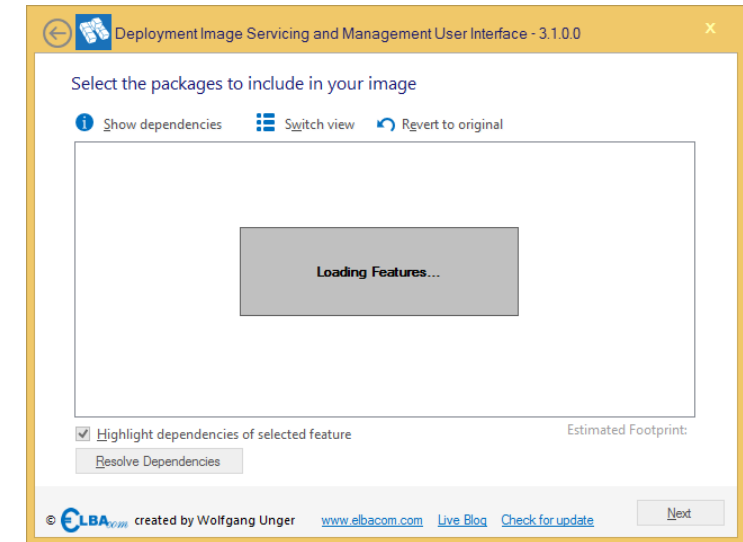 Deployment Image Servicing and Management User Interface - 3.1.0.0 x
Select the packages to include in your image
Show dependencies Switch view Revert to original
Loading Features...
Highlight dependencies of selected feature Estimated Footprint:
Resolve Dependencies
© ELBAcom created by Wolfgang Unger www.elbacom.com Live Blog Check for update Next